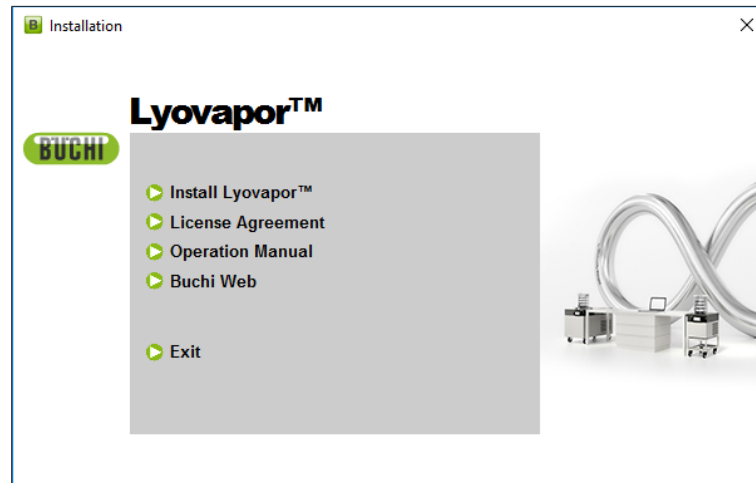 Installation
Lyovapor™
BUCHI
Install Lyovapor™
License Agreement
Operation Manual
Buchi Web
Exit